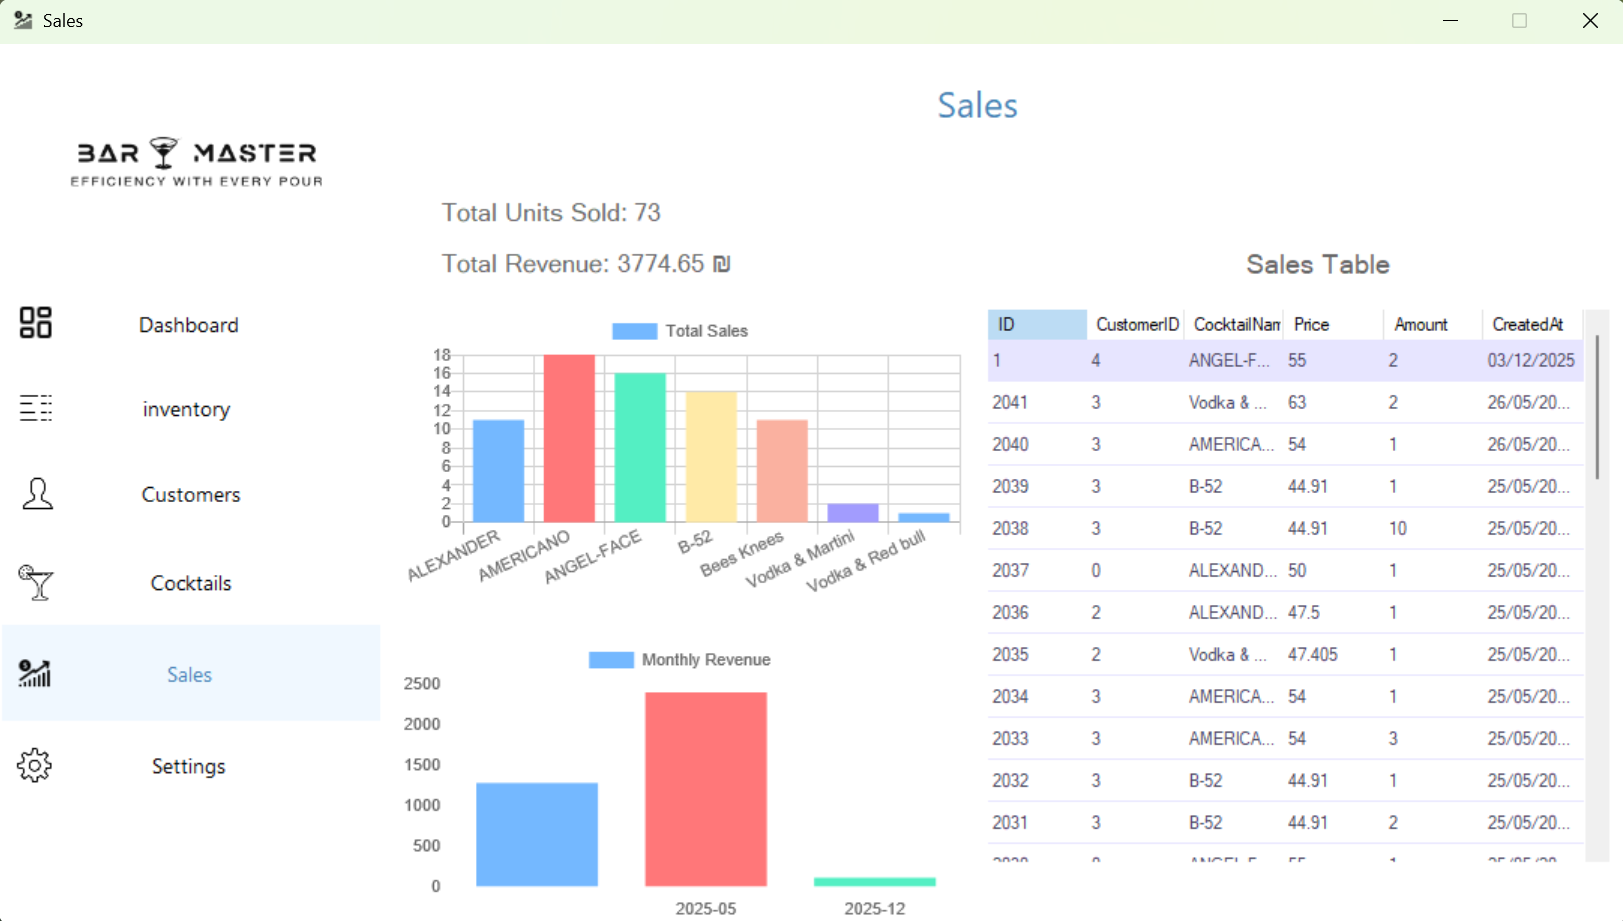 Sales
Sales
BAR MASTER
EFFICIENCY WITH EVERY POUR
Total Units Sold: 73
Total Revenue: 3774.65 ₪
Dashboard
inventory
Customers
Cocktails
Sales
Settings
Total Sales
18
16
14
12
10
8
6
4
2
0
ALEXANDER
AMERICANO
ANGEL-FACE
B-52
Bees Knees
Vodka & Martini
Vodka & Red bull
Monthly Revenue
2500
2000
1500
1000
500
0
2025-05
2025-12
Sales Table
ID CustomerID CocktailNam Price Amount CreatedAt
1 4 ANGEL-F... 55 2 03/12/2025
2041 3 Vodka & ... 63 2 26/05/20...
2040 3 AMERICA... 54 1 26/05/20...
2039 3 B-52 44.91 1 25/05/20...
2038 3 B-52 44.91 10 25/05/20...
2037 0 ALEXAND... 50 1 25/05/20...
2036 2 ALEXAND... 47.5 1 25/05/20...
2035 2 Vodka & ... 47.405 1 25/05/20...
2034 3 AMERICA... 54 1 25/05/20...
2033 3 AMERICA... 54 3 25/05/20...
2032 3 B-52 44.91 1 25/05/20...
2031 3 B-52 44.91 2 25/05/20...